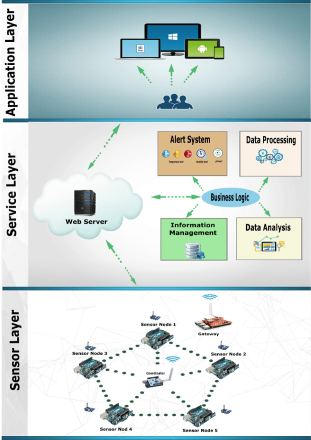 Application Layer
Service Layer
Alert System
Data Processing
Web Server
Business Logic
Information
Management
Data Analysis
Sensor Layer
Sensor Node 1
Gateway
Sensor Node 3
Sensor Node 2
Coordinator
Sensor Nod 4
Sensor Node 5